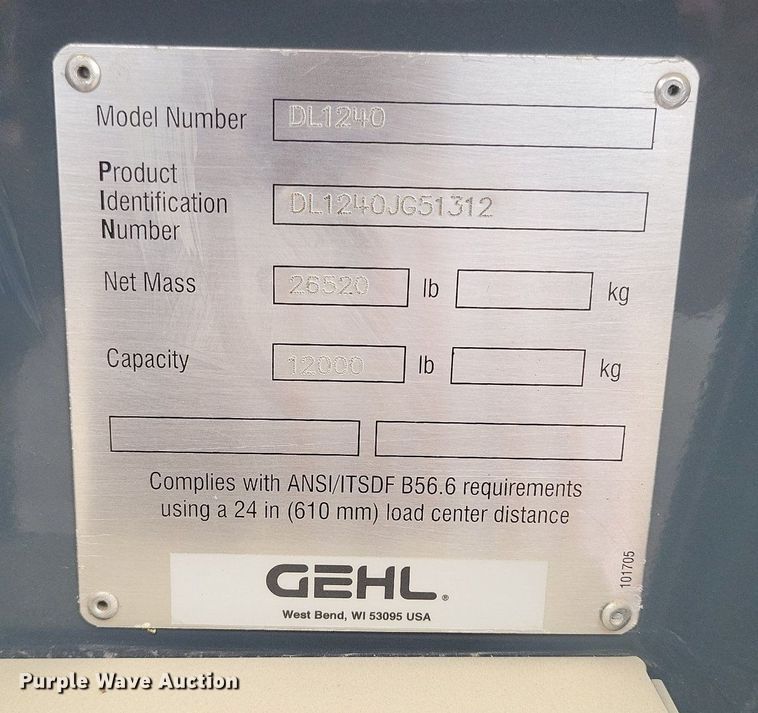 Model Number DL1240
Product
Identification
Number DL1240JG51312
Net Mass 26520 lb kg
Capacity 12000 lb kg
Complies with ANSI/ITSDF B56.6 requirements
using a 24 in (610 mm) load center distance
101705
GEHL®
West Bend, WI 53095 USA
Purple Wave Auction